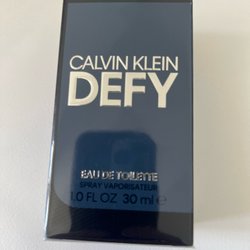 CALVIN KLEIN
DEFY
EAU DE TOILETTE
SPRAY VAPORISATEUR
1.0 FL OZ 30 ml e